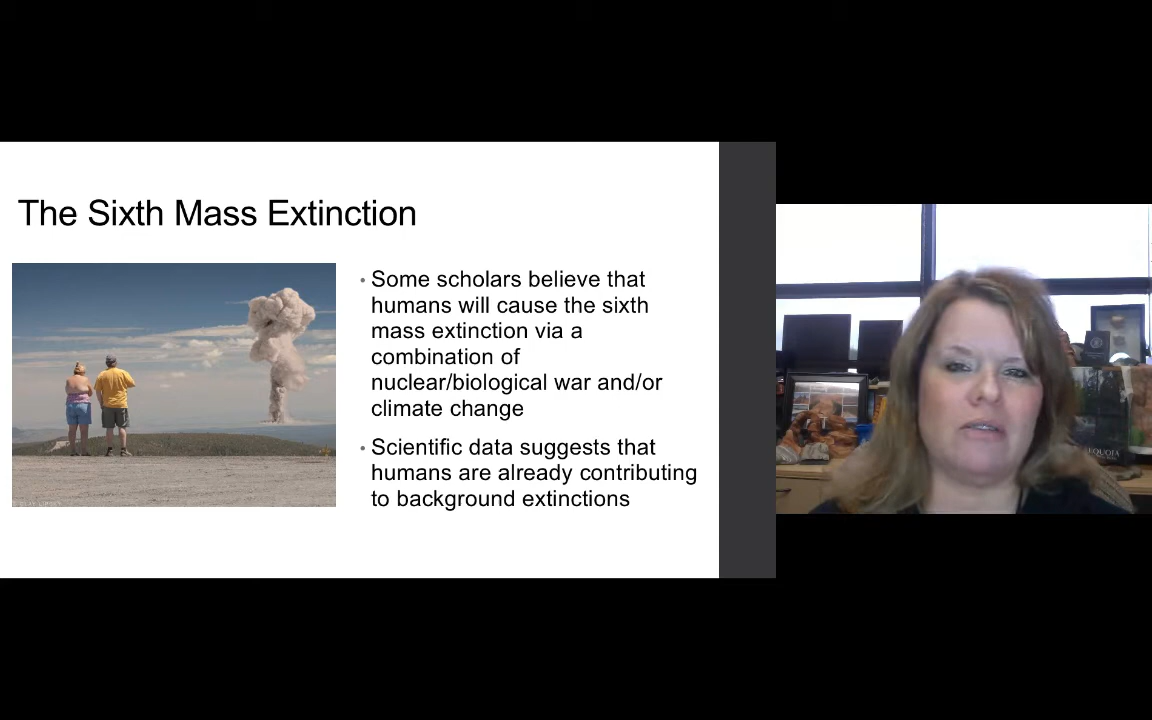 The Sixth Mass Extinction
• Some scholars believe that
humans will cause the sixth
mass extinction via a
combination of
nuclear/biological war and/or
climate change
• Scientific data suggests that
humans are already contributing
to background extinctions